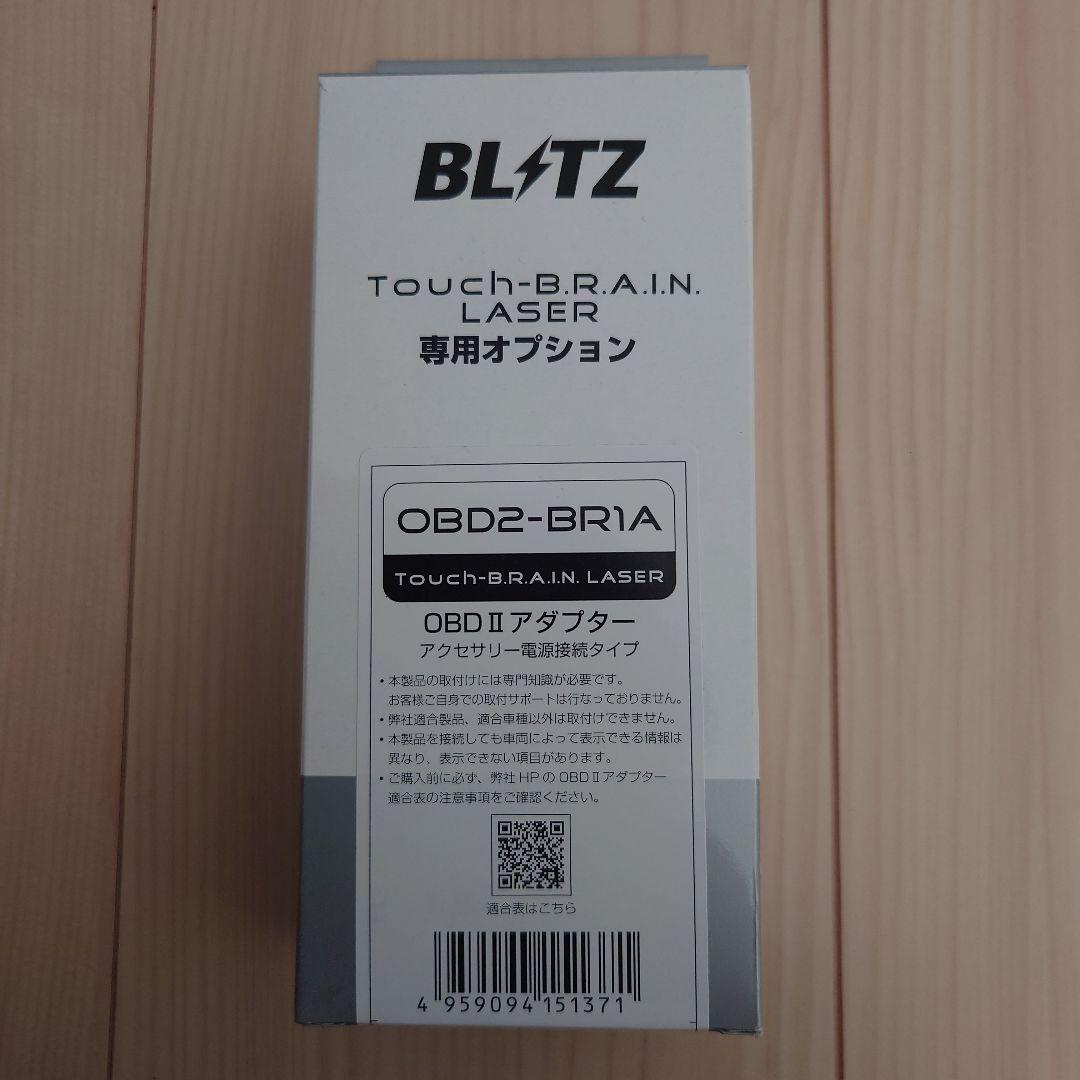 BLITZ
Touch-B.R.A.I.N.
LASER
専用オプション
OBD2-BR1A
Touch-B.R.A.I.N. LASER
OBDⅡアダプター
アクセサリー電源接続タイプ
・本製品の取付けには専門知識が必要です。
お客様ご自身での取付サポートは行なっておりません。
・弊社適合製品、適合車種以外は取付けできません。
・本製品を接続しても車両によって表示できる情報は
異なり、表示できない項目があります。
・ご購入前に必ず、弊社 HP の OBDⅡアダプター
適合表の注意事項をご確認ください。
適合表はこちら
4 959094 151371